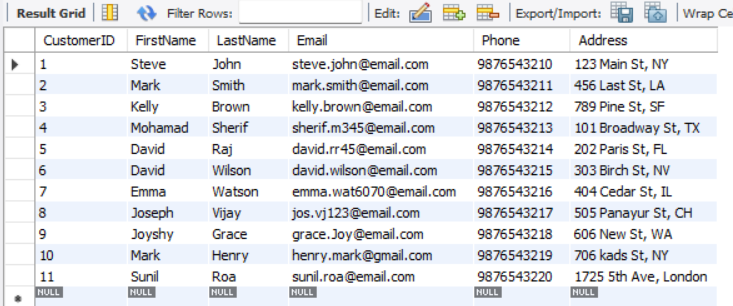 Result Grid Filter Rows: Edit: Export/Import: Wrap Ce
CustomerID FirstName LastName Email Phone Address
1 Steve John steve.john@email.com 9876543210 123 Main St, NY
2 Mark Smith mark.smith@email.com 9876543211 456 Last St, LA
3 Kelly Brown kelly.brown@email.com 9876543212 789 Pine St, SF
4 Mohamad Sherif sherif.m345@email.com 9876543213 101 Broadway St, TX
5 David Raj david.rr45@email.com 9876543214 202 Paris St, FL
6 David Wilson david.wilson@email.com 9876543215 303 Birch St, NV
7 Emma Watson emma.wat6070@email.com 9876543216 404 Cedar St, IL
8 Joseph Vijay jos.vj123@email.com 9876543217 505 Panayur St, CH
9 Joyshy Grace grace.Joy@email.com 9876543218 606 New St, WA
10 Mark Henry henry.mark@gmail.com 9876543219 706 kads St, NY
11 Sunil Roa sunil.roa@email.com 9876543220 1725 5th Ave, London
NULL NULL NULL NULL NULL NULL